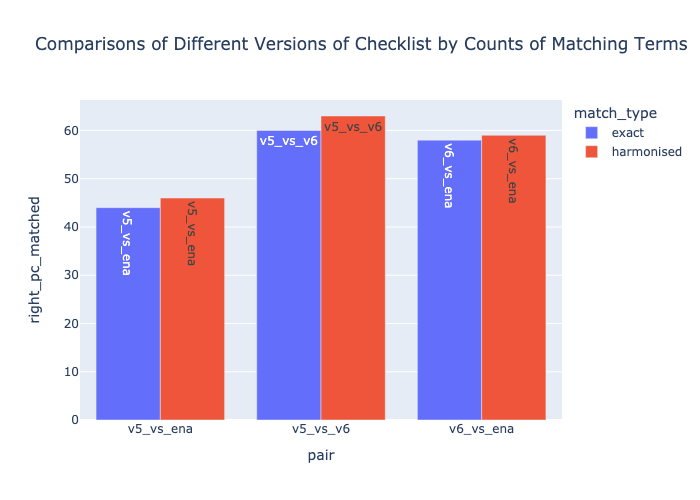 Comparisons of Different Versions of Checklist by Counts of Matching Terms
match_type
exact
harmonised
right_pc_matched
60
50
40
30
20
10
0
v5_vs_ena
v5_vs_ena
v5_vs_v6
v5_vs_v6
v6_vs_ena
v6_vs_ena
v5_vs_ena
v5_vs_v6
v6_vs_ena
pair